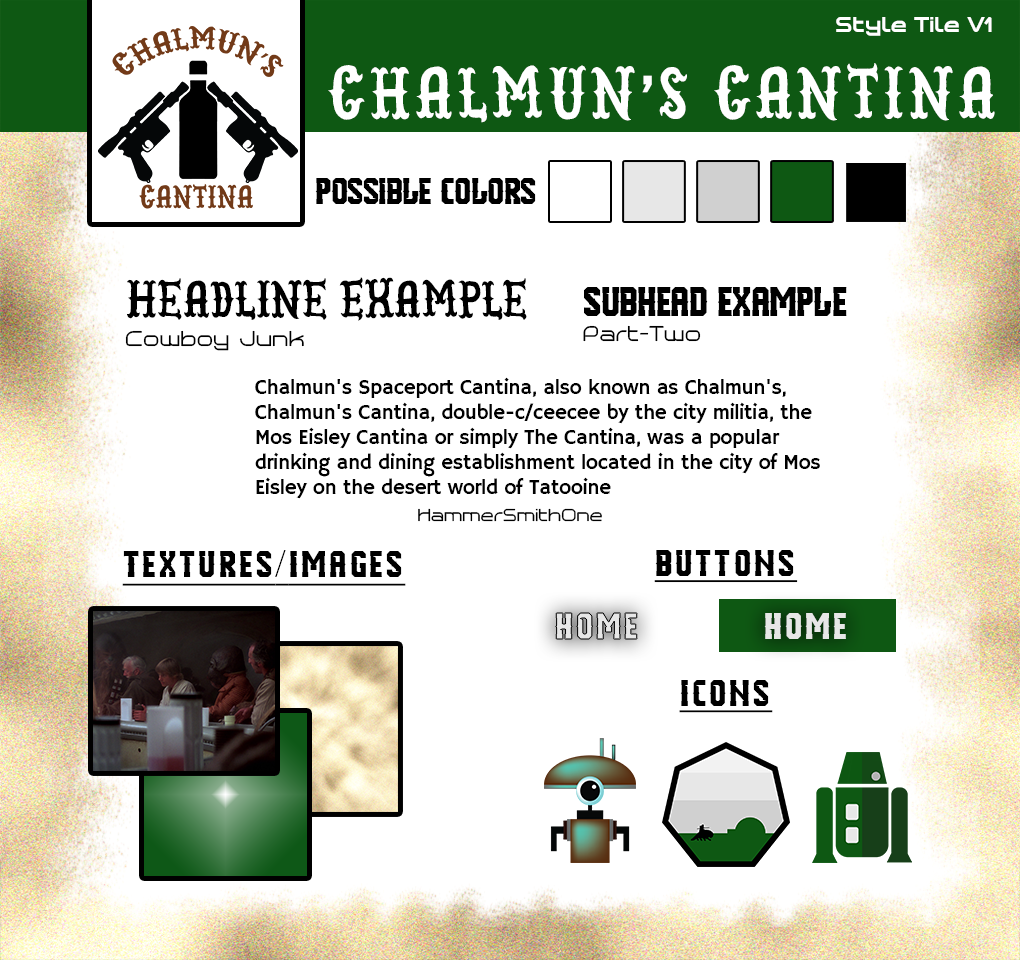 Style Tile V1
CHALMUN'S
CANTINA
CHALMUN'S CANTINA
POSSIBLE COLORS
HEADLINE EXAMPLE
Cowboy Junk
SUBHEAD EXAMPLE
Part-Two
Chalmun's Spaceport Cantina, also known as Chalmun's,
Chalmun's Cantina, double-c/ceecee by the city militia, the
Mos Eisley Cantina or simply The Cantina, was a popular
drinking and dining establishment located in the city of Mos
Eisley on the desert world of Tatooine
HammerSmithOne
TEXTURES/IMAGES
BUTTONS
HOME
HOME
ICONS